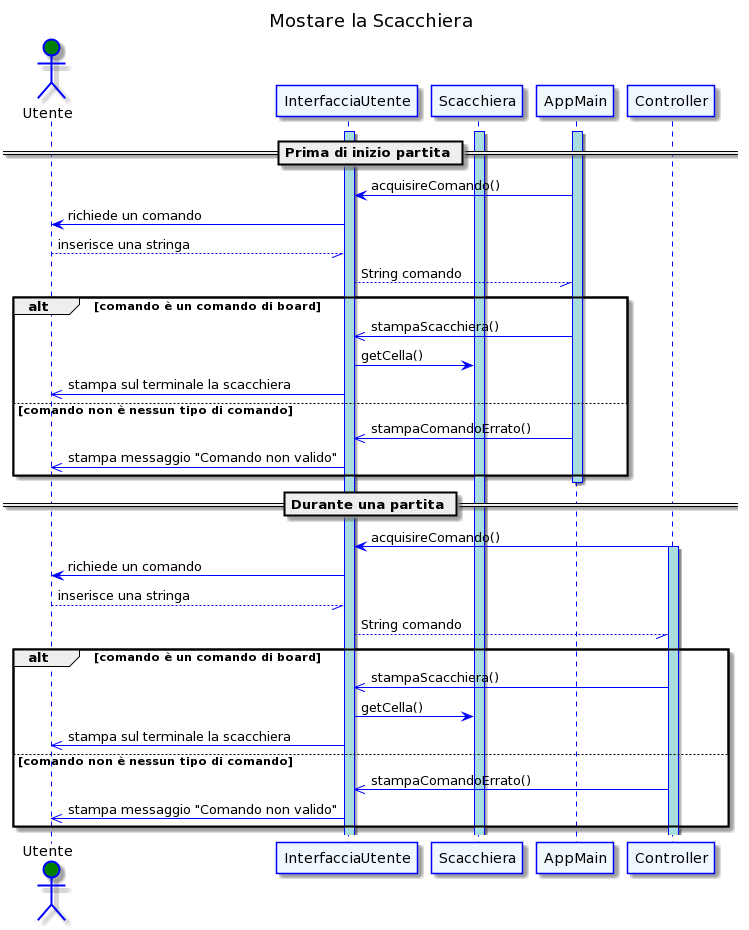 Mostare la Scacchiera
Utente
InterfacciaUtente Scacchiera AppMain Controller
Prima di inizio partita
acquisireComando()
richiede un comando
inserisce una stringa
String comando
alt [comando è un comando di board]
stampaScacchiera()
getCella()
stampa sul terminale la scacchiera
[comando non è nessun tipo di comando]
stampaComandoErrato()
stampa messaggio "Comando non valido"
Durante una partita
acquisireComando()
richiede un comando
inserisce una stringa
String comando
alt [comando è un comando di board]
stampaScacchiera()
getCella()
stampa sul terminale la scacchiera
[comando non è nessun tipo di comando]
stampaComandoErrato()
stampa messaggio "Comando non valido"
Utente
InterfacciaUtente Scacchiera AppMain Controller